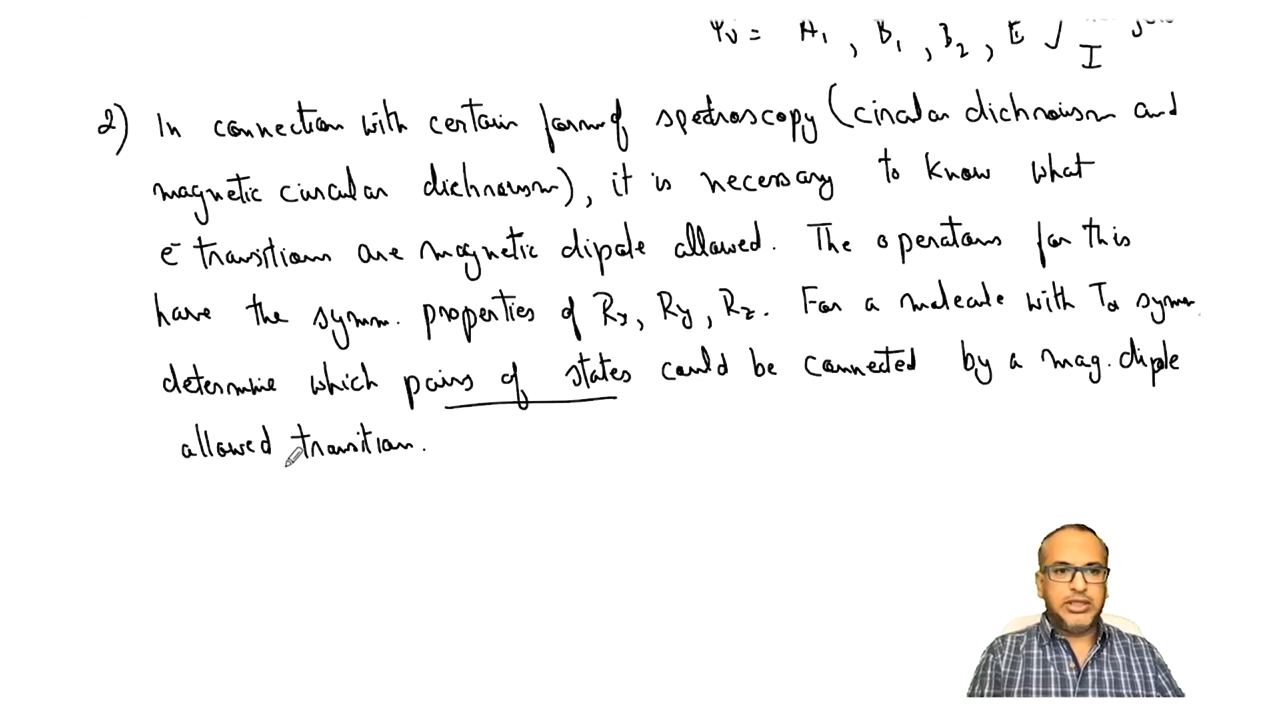 Ψv = A1, B1, B2, E ✓ I
2) In connection with certain form of spectroscopy (circular dichroism and
magnetic circular dichroism), it is necessary to know what
e- transitions are magnetic dipole allowed. The operators for this
have the symm. properties of Rx, Ry, Rz. For a molecule with Td symm
determine which pairs of states could be connected by a mag. diple
allowed transition.